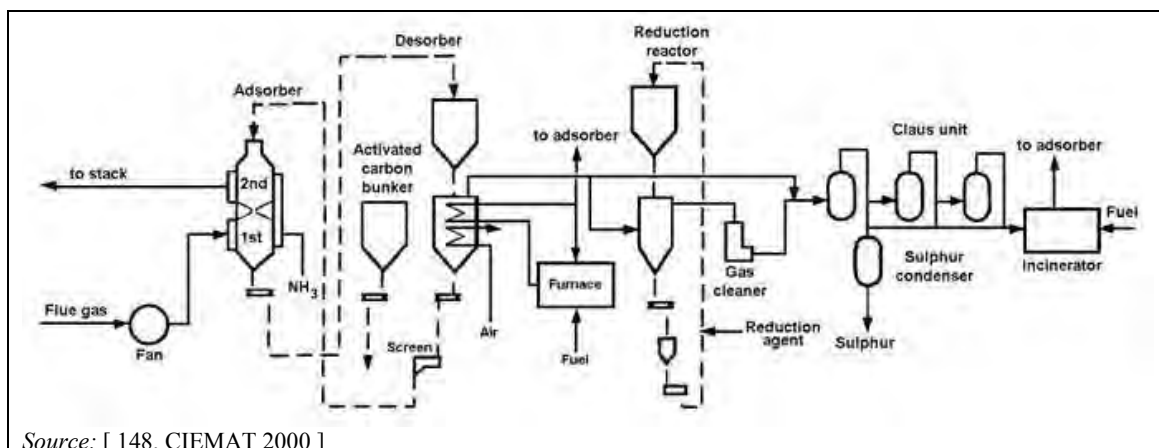 Desorber
Reduction
reactor
Adsorber
Claus unit
to adsorber
to adsorber
Activated
carbon
bunker
to stack
2nd
1st
Fuel
NH3
Gas
cleaner
Sulphur
condenser
Incinerator
Furnace
Flue gas
Fan
Screen
Air
Fuel
Reduction
agent
Sulphur
Source: [ 148, CIEMAT 2000 ]